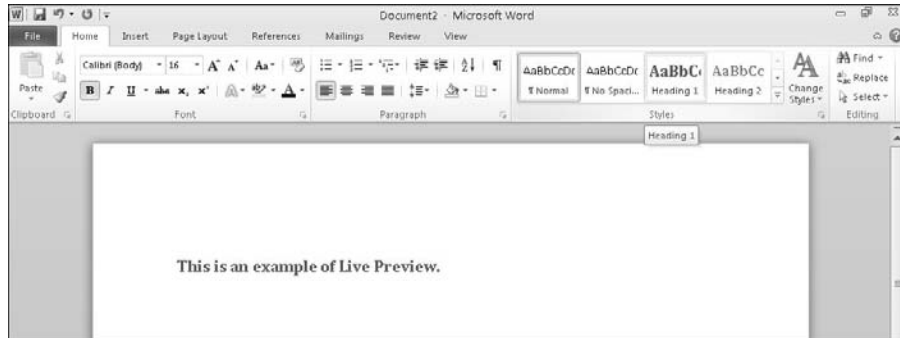 W Document2 - Microsoft Word
File Home Insert Page Layout References Mailings Review View
Calibri (Body) 16 A A Aa
AaBbCcDc AaBbCcDc AaBbC AaBbCc
Find
Replace
Select
Paste
B I U abc x₂ x² A A
¶ Normal ¶ No Spaci... Heading 1 Heading 2
Change
Styles
Clipboard Font Paragraph Styles Editing
Heading 1
This is an example of Live Preview.